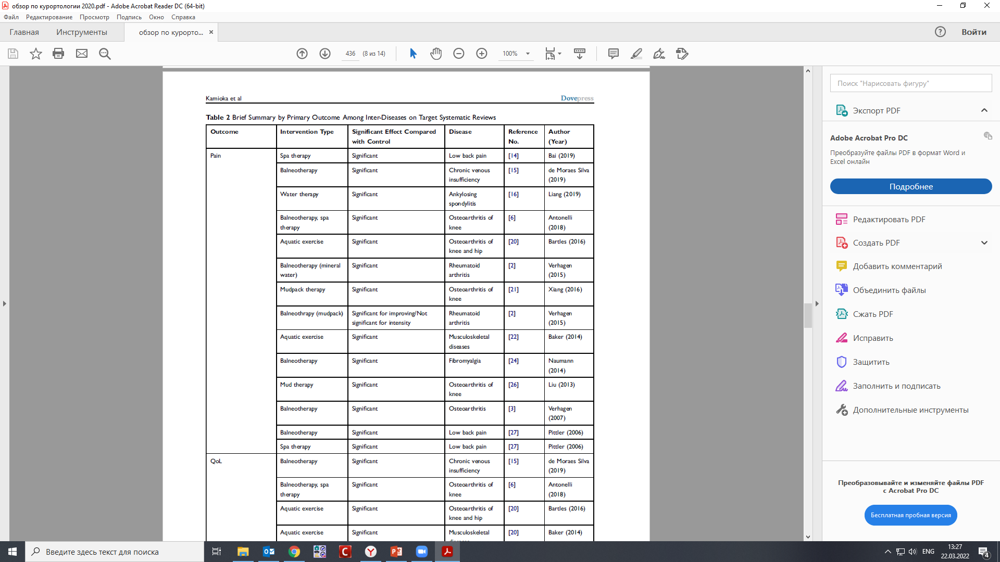 обзор по курортологии 2020.pdf - Adobe Acrobat Reader DC (64-bit)
Файл Редактирование Просмотр Подпись Окно Справка
Главная Инструменты обзор по курорто... Войти
436 (8 из 14) 100%
Kamioka et al Dovepress
Table 2 Brief Summary by Primary Outcome Among Inter-Diseases on Target Systematic Reviews
Outcome Intervention Type Significant Effect Compared Disease Reference Author
with Control No. (Year)
Pain Spa therapy Significant Low back pain [14] Bai (2019)
Balneotherapy Significant Chronic venous [15] de Moraes Silva
insufficiency (2019)
Water therapy Significant Ankylosing [16] Liang (2019)
spondylitis
Balneotherapy, spa Significant Osteoarthritis of [6] Antonelli
therapy knee (2018)
Aquatic exercise Significant Osteoarthritis of [20] Bartles (2016)
knee and hip
Balneotherapy (mineral Significant Rheumatoid [2] Verhagen
water) arthritis (2015)
Mudpack therapy Significant Osteoarthritis of [21] Xiang (2016)
knee
Balneothrapy (mudpack) Significant for improving/Not Rheumatoid [2] Verhagen
significant for intensity arthritis (2015)
Aquatic exercise Significant Musculoskeletal [22] Baker (2014)
diseases
Balneotherapy Significant Fibromyalgia [24] Naumann
(2014)
Mud therapy Significant Osteoarthritis of [26] Liu (2013)
knee
Balneotherapy Significant Osteoarthritis [3] Verhagen
(2007)
Balneotherapy Significant Low back pain [27] Pittler (2006)
Spa therapy Significant Low back pain [27] Pittler (2006)
QoL Balneotherapy Significant Chronic venous [15] de Moraes Silva
insufficiency (2019)
Balneotherapy, spa Significant Osteoarthritis of [6] Antonelli
therapy knee (2018)
Aquatic exercise Significant Osteoarthritis of [20] Bartles (2016)
knee and hip
Aquatic exercise Significant Musculoskeletal [20] Baker (2014)
Поиск "Нарисовать фигуру"
Экспорт PDF
Adobe Acrobat Pro DC
Преобразуйте файлы PDF в формат Word и
Excel онлайн
Подробнее
Редактировать PDF
Создать PDF
Добавить комментарий
Объединить файлы
Сжать PDF
Исправить
Защитить
Заполнить и подписать
Дополнительные инструменты
Преобразовывайте и изменяйте файлы PDF
с Acrobat Pro DC
Бесплатная пробная версия
Введите здесь текст для поиска
ENG
13:27
22.03.2022
4